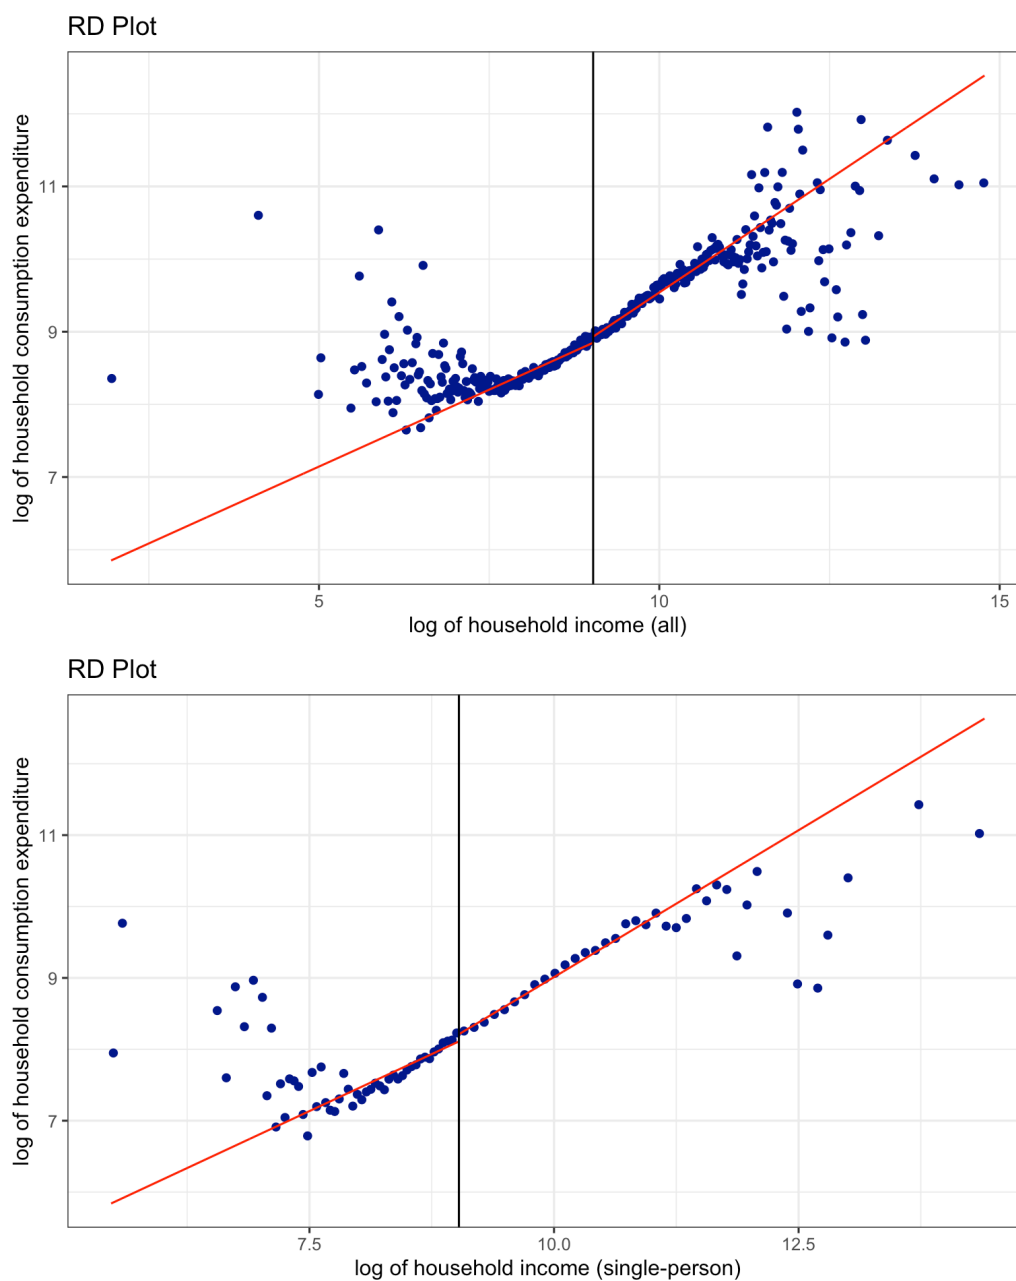 RD Plot
log of household consumption expenditure
11
9
7
5
10
15
log of household income (all)
RD Plot
log of household consumption expenditure
11
9
7
7.5
10.0
12.5
log of household income (single-person)